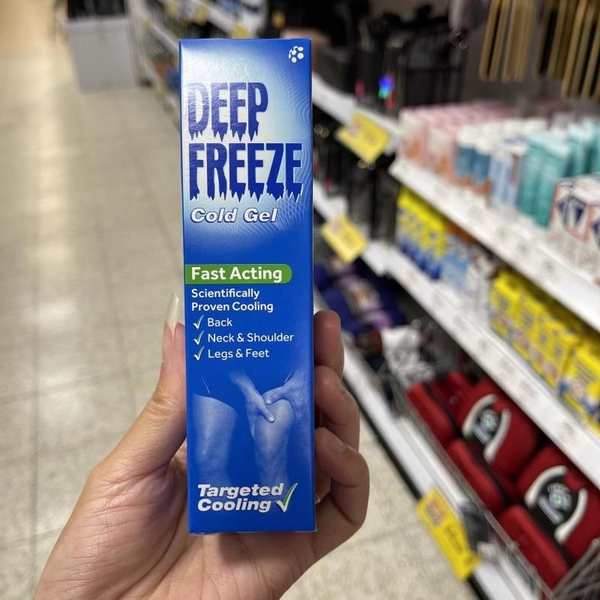 DEEP
FREEZE
Cold Gel
Fast Acting
Scientifically
Proven Cooling
✓ Back
✓ Neck & Shoulder
✓ Legs & Feet
Targeted
Cooling ✓